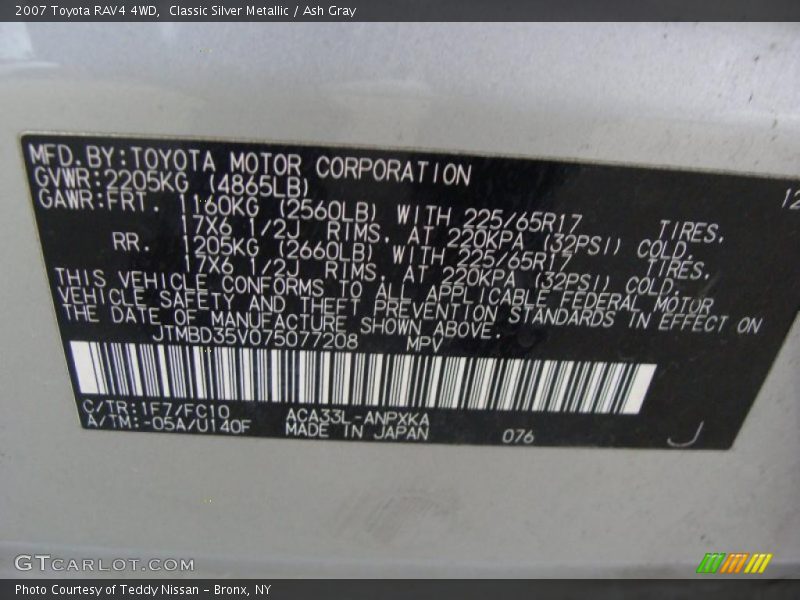 2007 Toyota RAV4 4WD,  Classic Silver Metallic / Ash Gray
MFD.BY:TOYOTA MOTOR CORPORATION
12
GVWR:2205KG (4865LB)
GAWR:FRT. 1160KG (2560LB) WITH 225/65R17 TIRES.
17X6 1/2J RIMS. AT 220KPA (32PSI) COLD.
RR. 1205KG (2660LB) WITH 225/65R17 TIRES.
17X6 1/2J RIMS. AT 220KPA (32PSI) COLD.
THIS VEHICLE CONFORMS TO ALL APPLICABLE FEDERAL MOTOR
VEHICLE SAFETY AND THEFT PREVENTION STANDARDS IN EFFECT ON
THE DATE OF MANUFACTURE SHOWN ABOVE.
JTMBD35V075077208 MPV
C/TR:1F7/FC10 ACA33L-ANPXKA
A/TM:-05A/U140F MADE IN JAPAN 076
J
GTCARLOT.COM
Photo Courtesy of Teddy Nissan – Bronx, NY